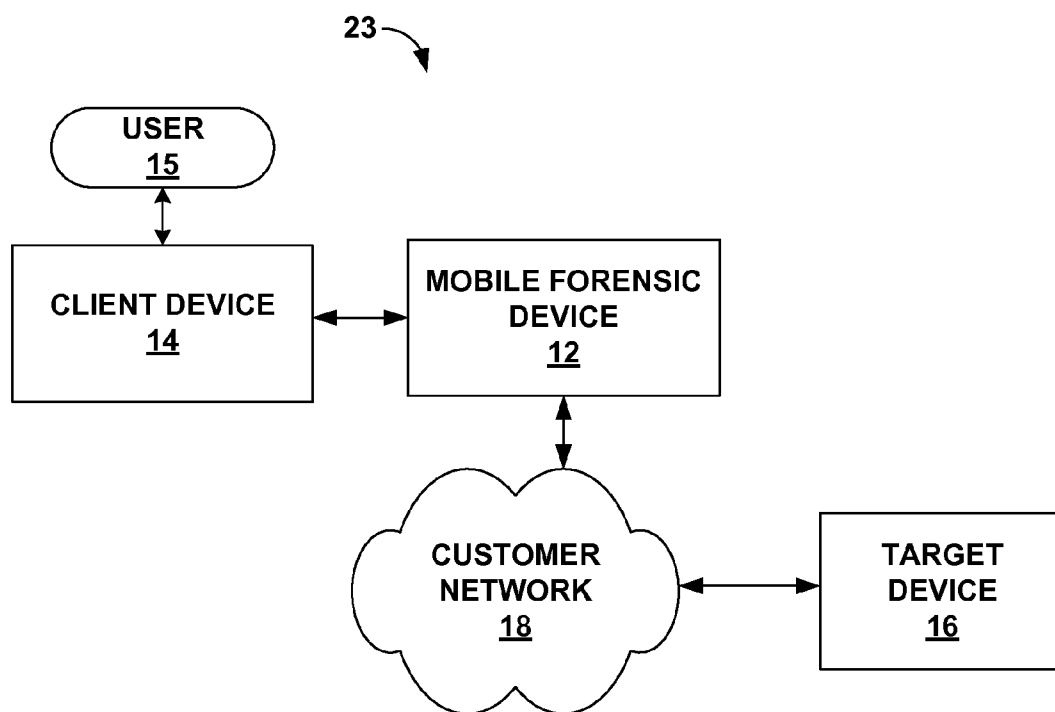 23
USER
15
CLIENT DEVICE
14
MOBILE FORENSIC
DEVICE
12
CUSTOMER
NETWORK
18
TARGET
DEVICE
16